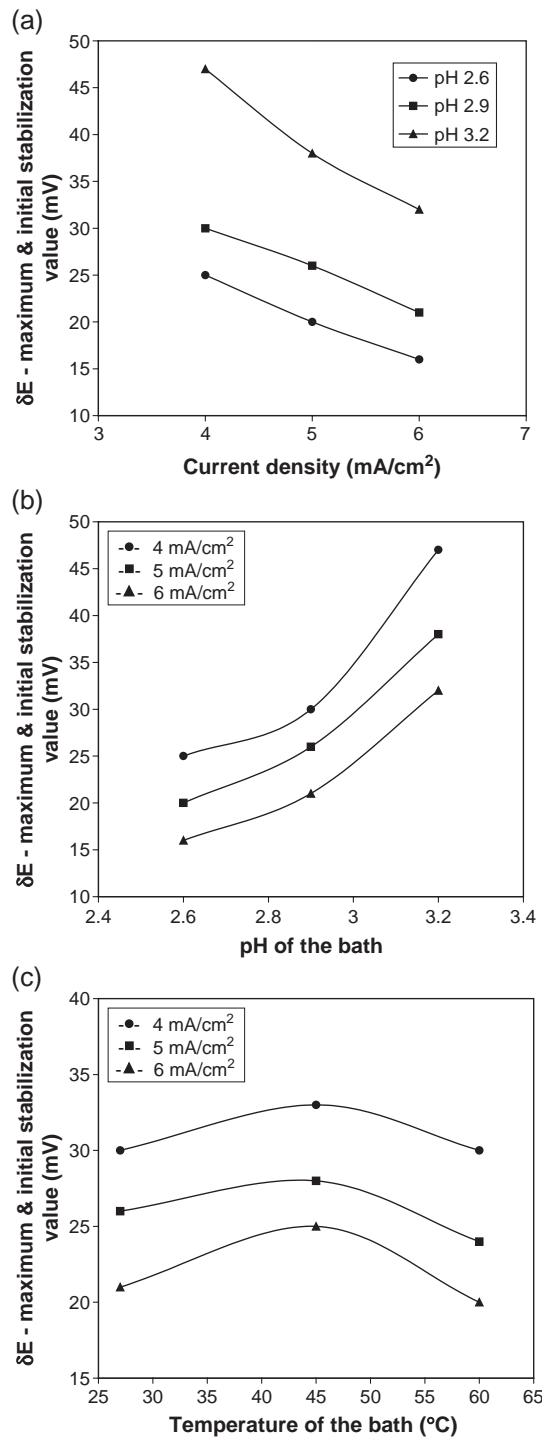 (a)
δE - maximum & initial stabilization
value (mV)
50
45
40
35
30
25
20
15
10
pH 2.6
pH 2.9
pH 3.2
3 4 5 6 7
Current density (mA/cm²)
(b)
δE - maximum & initial stabilization
value (mV)
50
45
40
35
30
25
20
15
10
4 mA/cm²
5 mA/cm²
6 mA/cm²
2.4 2.6 2.8 3 3.2 3.4
pH of the bath
(c)
δE - maximum & initial stabilization
value (mV)
40
35
30
25
20
15
4 mA/cm²
5 mA/cm²
6 mA/cm²
25 30 35 40 45 50 55 60 65
Temperature of the bath (°C)